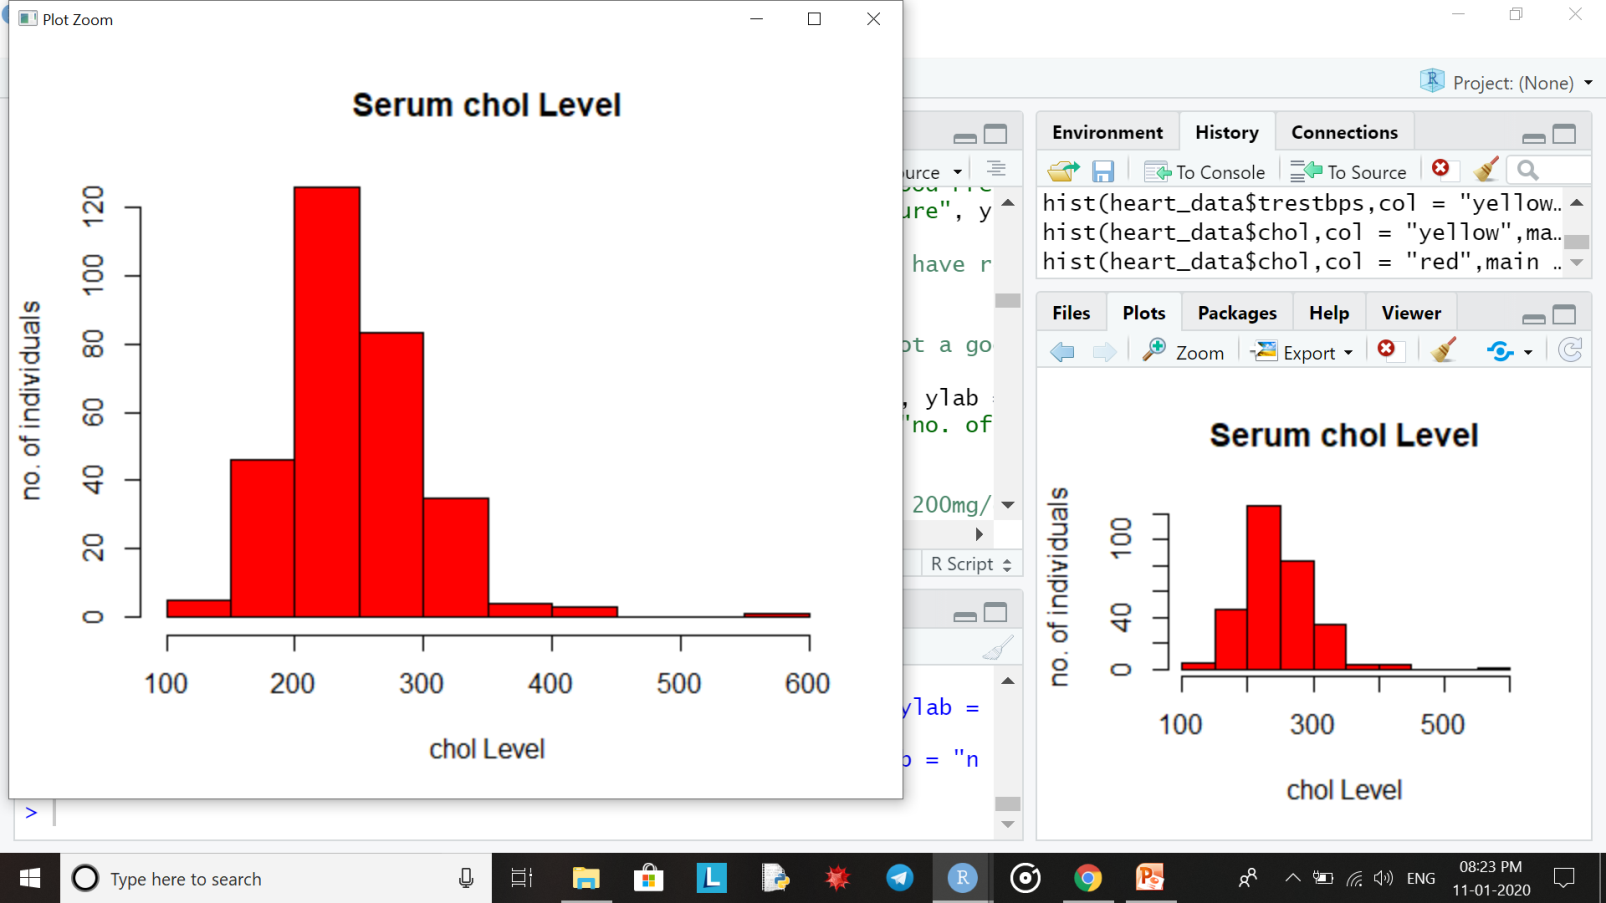 Plot Zoom
Serum chol Level
120
100
80
60
40
20
0
no. of individuals
100 200 300 400 500 600
chol Level
Project: (None)
ource
ure", y
have r
ot a go
, ylab =
"no. of
200mg/
R Script
ylab =
b = "n
>
Environment History Connections
To Console To Source
hist(heart_data$trestbps,col = "yellow…
hist(heart_data$chol,col = "yellow",ma…
hist(heart_data$chol,col = "red",main …
Files Plots Packages Help Viewer
Zoom Export
Serum chol Level
100
40
0
no. of individuals
100 300 500
chol Level
Type here to search
L
R
ENG
08:23 PM
11-01-2020